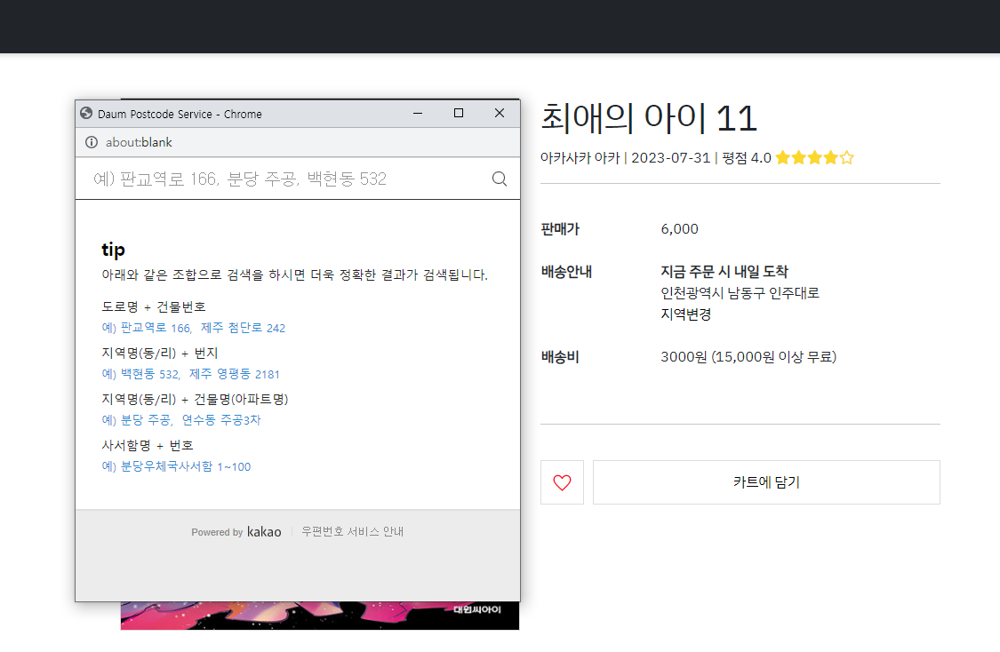 Daum Postcode Service - Chrome
about:blank
예) 판교역로 166, 분당 주공, 백현동 532
tip
아래와 같은 조합으로 검색을 하시면 더욱 정확한 결과가 검색됩니다.
도로명 + 건물번호
예) 판교역로 166, 제주 첨단로 242
지역명(동/리) + 번지
예) 백현동 532, 제주 영평동 2181
지역명(동/리) + 건물명(아파트명)
예) 분당 주공, 연수동 주공3차
사서함명 + 번호
예) 분당우체국사서함 1~100
Powered by kakao 우편번호 서비스 안내
대원씨아이
최애의 아이 11
아카사카 아카 | 2023-07-31 | 평점 4.0
판매가 6,000
배송안내 지금 주문 시 내일 도착
인천광역시 남동구 인주대로
지역변경
배송비 3000원 (15,000원 이상 무료)
카트에 담기